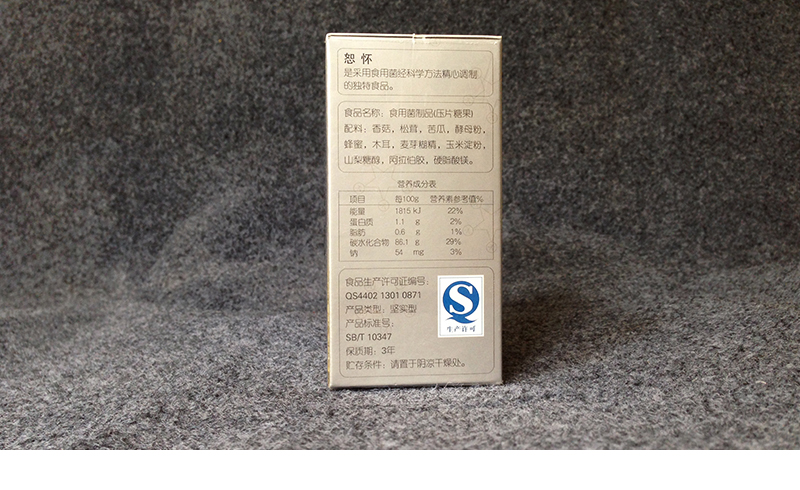 恕怀
是采用食用菌经科学方法精心调制
的独特食品。
食品名称：食用菌制品(压片糖果)
配料：香菇，松茸，苦瓜，酵母粉，
蜂蜜，木耳，麦芽糊精，玉米淀粉，
山梨糖醇，阿拉伯胶，硬脂酸镁。
营养成分表
项目 每100g 营养素参考值%
能量 1815 kJ 22%
蛋白质 1.1 g 2%
脂肪 0.6 g 1%
碳水化合物 86.1 g 29%
钠 54 mg 3%
食品生产许可证编号：
QS4402 1301 0871
产品类型：坚实型
产品标准号：
SB/T 10347
保质期：3年
贮存条件：请置于阴凉干燥处。
生产许可